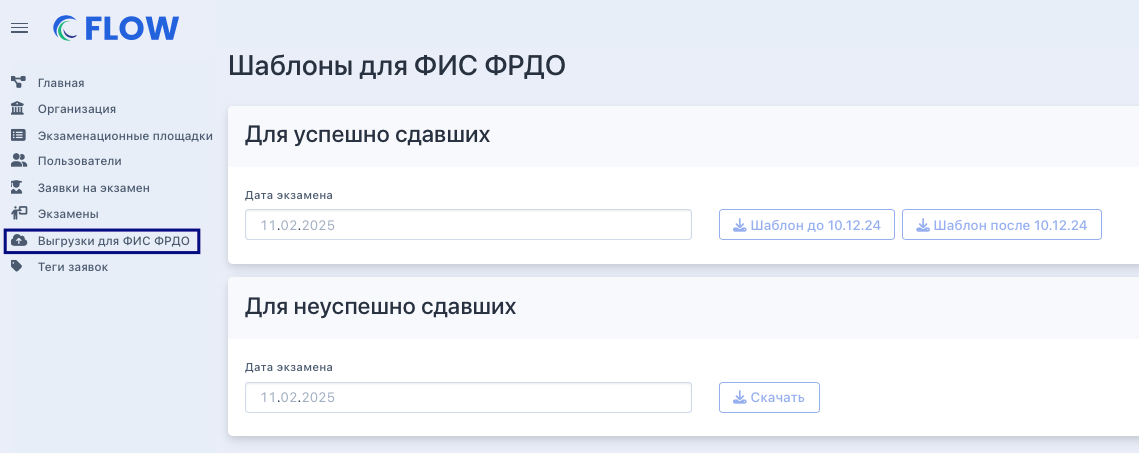 FLOW
Главная
Организация
Экзаменационные площадки
Пользователи
Заявки на экзамен
Экзамены
Выгрузки для ФИС ФРДО
Теги заявок
Шаблоны для ФИС ФРДО
Для успешно сдавших
Дата экзамена
11.02.2025
Шаблон до 10.12.24
Шаблон после 10.12.24
Для неуспешно сдавших
Дата экзамена
11.02.2025
Скачать